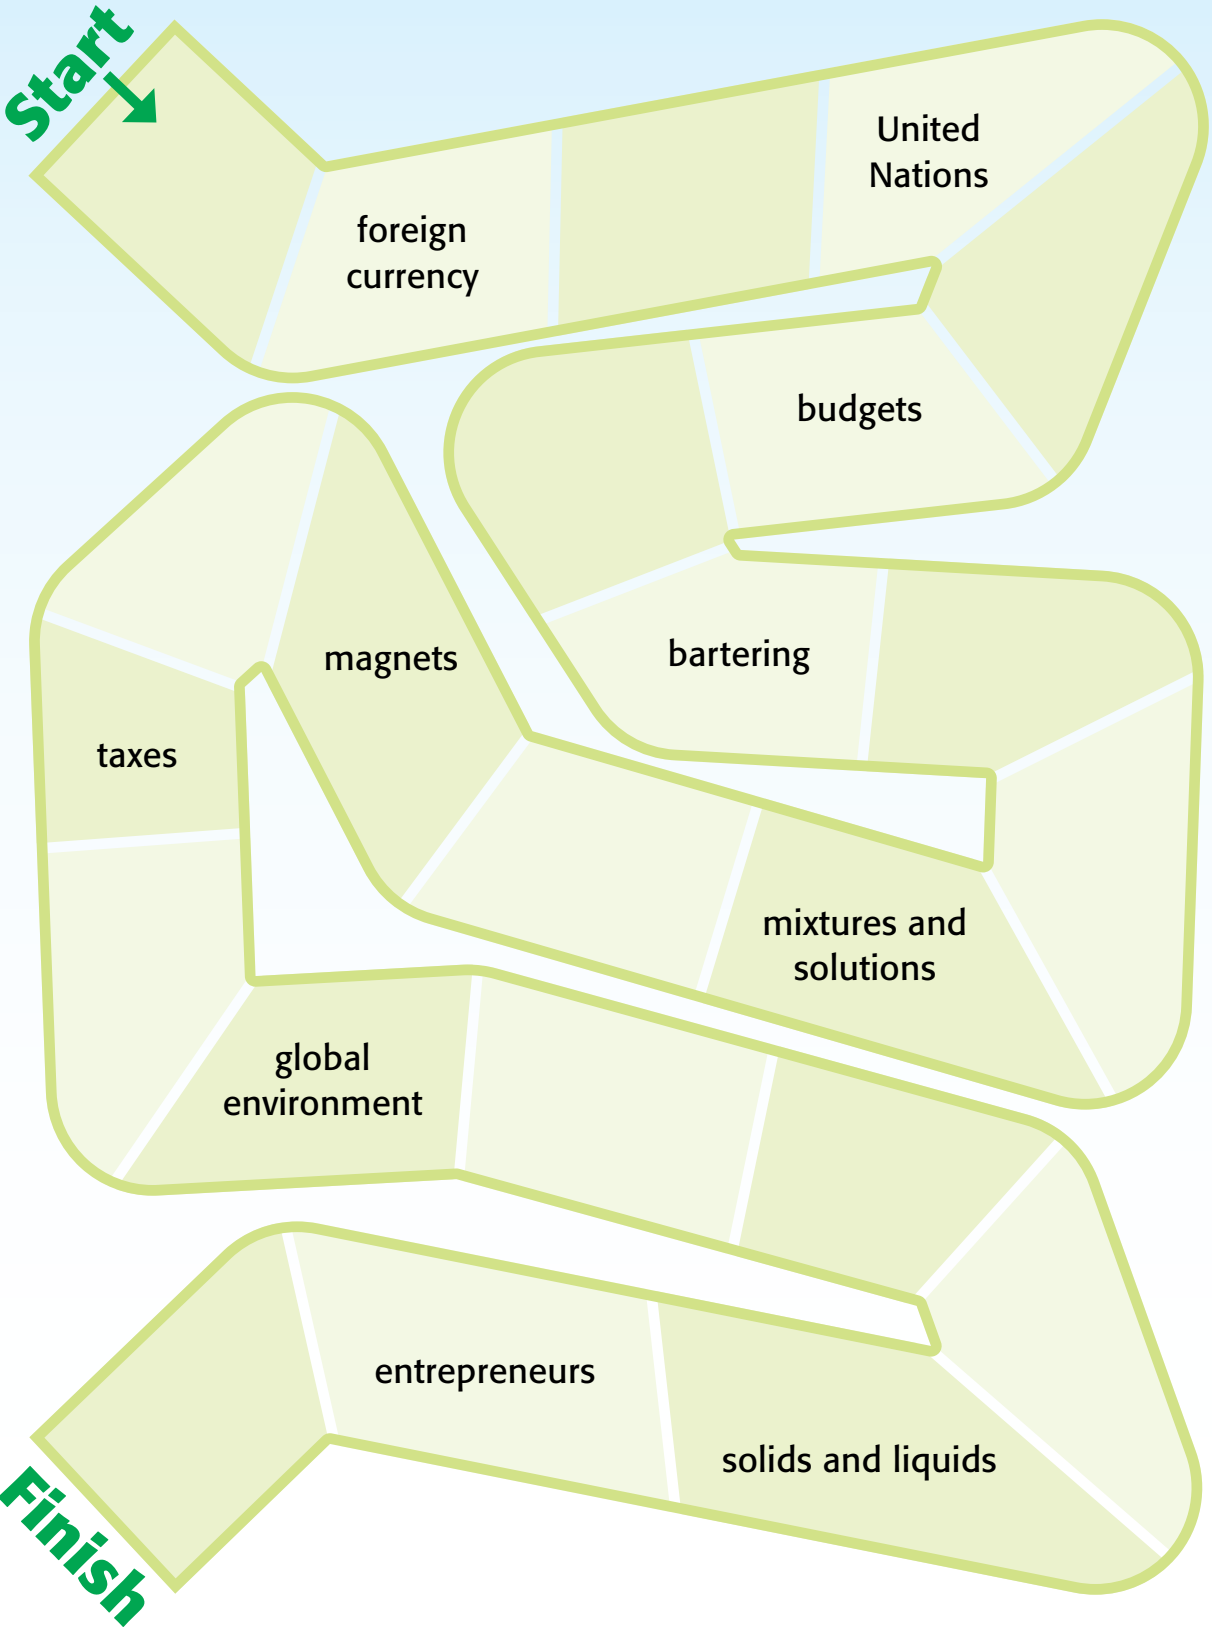 Start
foreign
currency
United
Nations
budgets
bartering
mixtures and
solutions
magnets
taxes
global
environment
solids and liquids
entrepreneurs
Finish